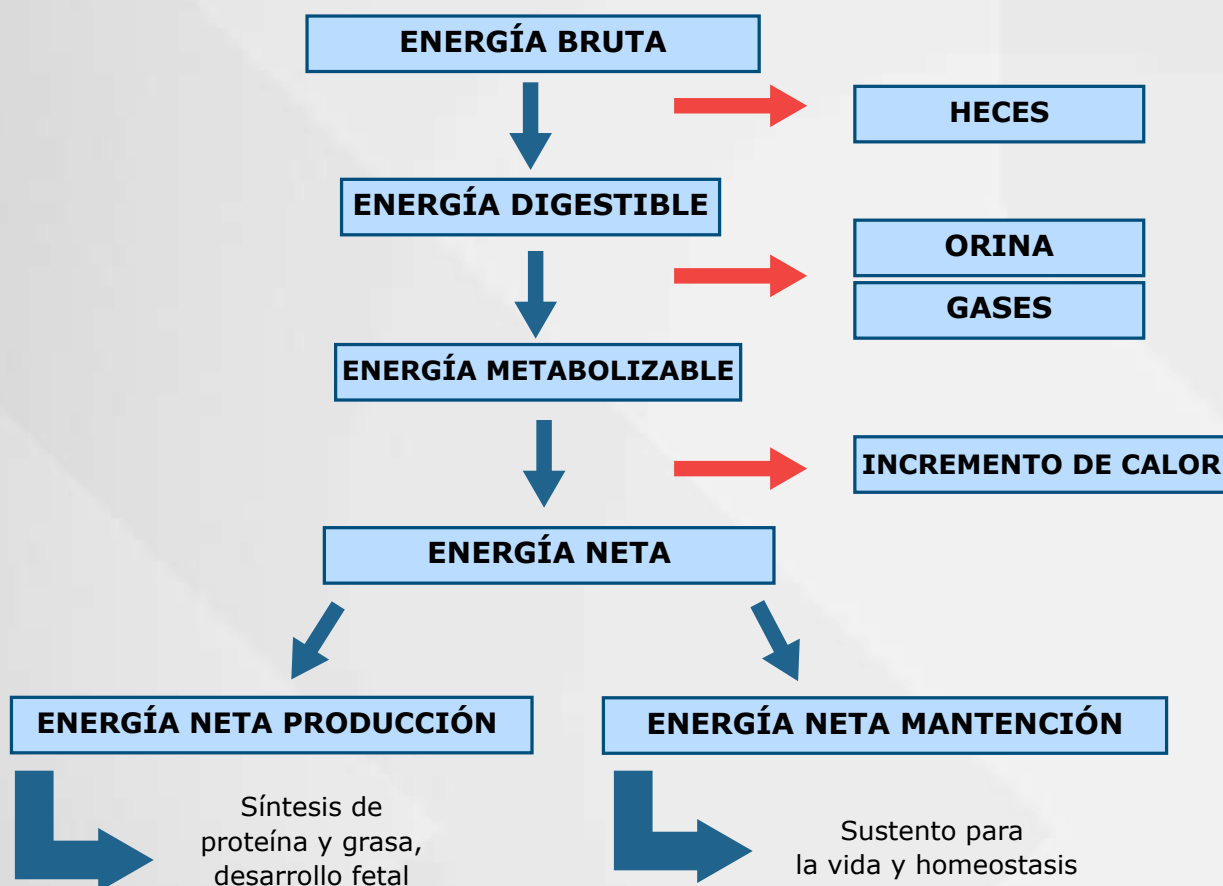 ENERGÍA BRUTA
HECES
ENERGÍA DIGESTIBLE
ORINA
GASES
ENERGÍA METABOLIZABLE
INCREMENTO DE CALOR
ENERGÍA NETA
ENERGÍA NETA PRODUCCIÓN
ENERGÍA NETA MANTENCIÓN
Síntesis de
proteína y grasa,
desarrollo fetal
Sustento para
la vida y homeostasis